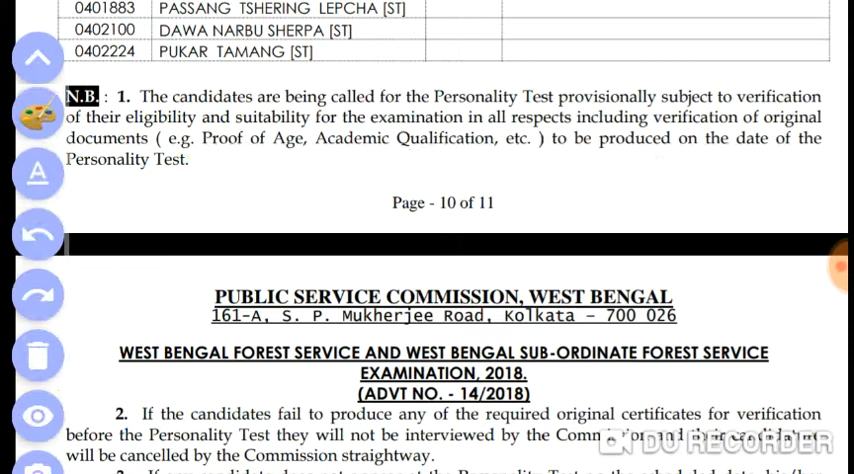 0401883 PASSANG TSHERING LEPCHA [ST]
0402100 DAWA NARBU SHERPA [ST]
0402224 PUKAR TAMANG [ST]
N.B. : 1. The candidates are being called for the Personality Test provisionally subject to verification
of their eligibility and suitability for the examination in all respects including verification of original
documents ( e.g. Proof of Age, Academic Qualification, etc. ) to be produced on the date of the
Personality Test.
Page - 10 of 11
PUBLIC SERVICE COMMISSION, WEST BENGAL
161-A, S. P. Mukherjee Road, Kolkata – 700 026
WEST BENGAL FOREST SERVICE AND WEST BENGAL SUB-ORDINATE FOREST SERVICE
EXAMINATION, 2018.
(ADVT NO. - 14/2018)
2. If the candidates fail to produce any of the required original certificates for verification
before the Personality Test they will not be interviewed by the and their
will be cancelled by the Commission straightway.
A
DU RECORDER